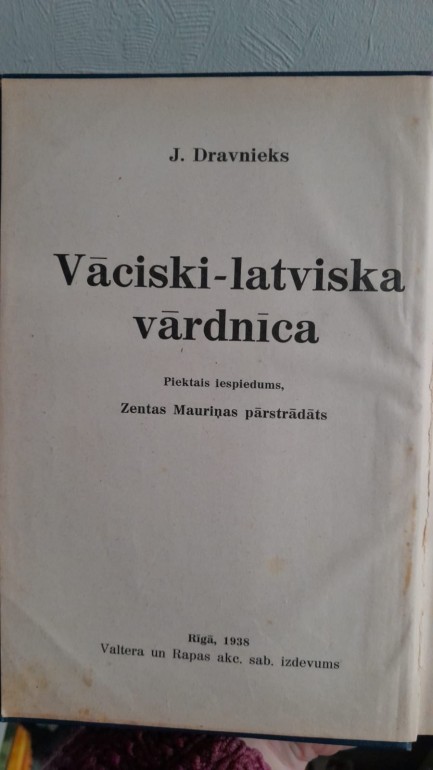 J. Dravnieks
Vāciski-latviska
vārdnīca
Piektais iespiedums,
Zentas Mauriņas pārstrādāts
Rīgā, 1938
Valtera un Rapas akc. sab. izdevums